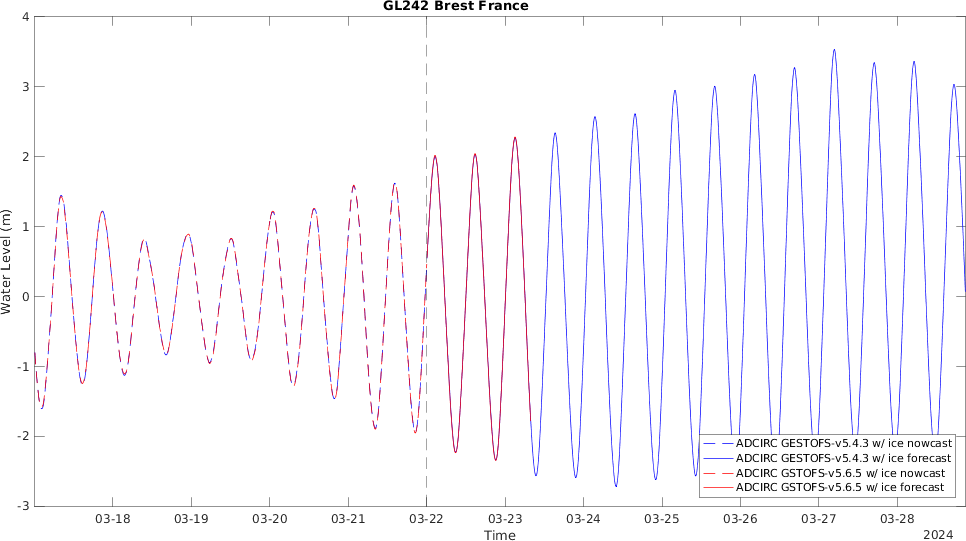 GL242 Brest France
4
3
2
1
0
-1
-2
-3
Water Level (m)
ADCIRC GESTOFS-v5.4.3 w/ ice nowcast
ADCIRC GESTOFS-v5.4.3 w/ ice forecast
ADCIRC GSTOFS-v5.6.5 w/ ice nowcast
ADCIRC GSTOFS-v5.6.5 w/ ice forecast
03-18 03-19 03-20 03-21 03-22 03-23 03-24 03-25 03-26 03-27 03-28
Time
2024